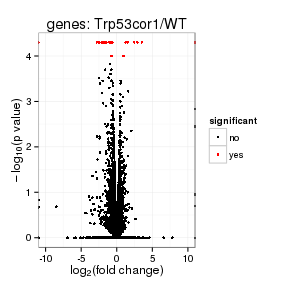 genes: Trp53cor1/WT
4
3
2
1
0
−log10(p value)
-10
-5
0
5
10
log2(fold change)
significant
no
yes